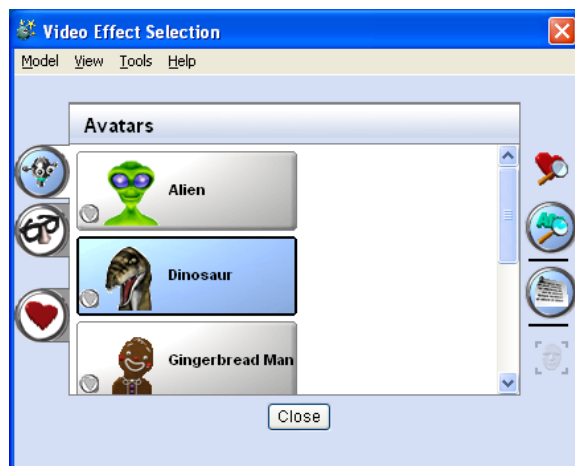 Video Effect Selection
Model View Tools Help
Avatars
Alien
Dinosaur
Gingerbread Man
Close